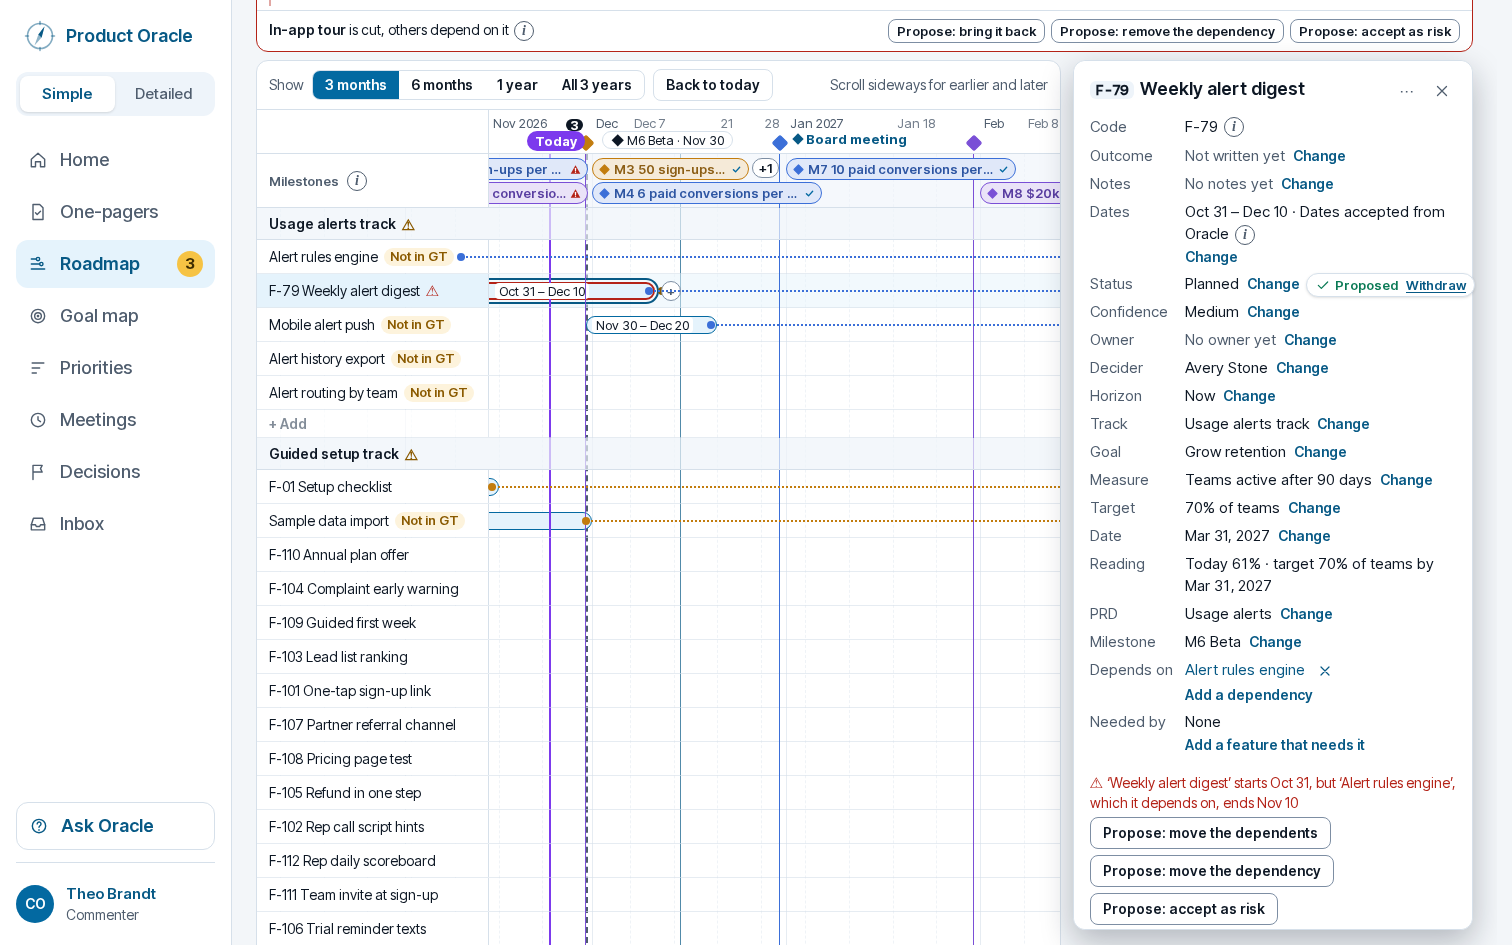 Product Oracle
Simple
Detailed
Home
One-pagers
Roadmap
3
Goal map
Priorities
Meetings
Decisions
Inbox
Ask Oracle
CO
Theo Brandt
Commenter
In-app tour is cut, others depend on it i
Propose: bring it back
Propose: remove the dependency
Propose: accept as risk
Show
3 months
6 months
1 year
All 3 years
Back to today
Scroll sideways for earlier and later
Nov 2026
3
Dec
Dec 7
21
28
Jan 2027
Jan 18
Feb
Feb 8
Today
M6 Beta · Nov 30
Board meeting
Milestones i
n-ups per ...
M3 50 sign-ups...
+1
M7 10 paid conversions per...
conversio...
M4 6 paid conversions per ...
M8 $20k
Usage alerts track
Alert rules engine Not in GT
F-79 Weekly alert digest
Oct 31 – Dec 10
Mobile alert push Not in GT
Nov 30 – Dec 20
Alert history export Not in GT
Alert routing by team Not in GT
+ Add
Guided setup track
F-01 Setup checklist
Sample data import Not in GT
F-110 Annual plan offer
F-104 Complaint early warning
F-109 Guided first week
F-103 Lead list ranking
F-101 One-tap sign-up link
F-107 Partner referral channel
F-108 Pricing page test
F-105 Refund in one step
F-102 Rep call script hints
F-112 Rep daily scoreboard
F-111 Team invite at sign-up
F-106 Trial reminder texts
F-79 Weekly alert digest
Code F-79 i
Outcome Not written yet Change
Notes No notes yet Change
Dates Oct 31 – Dec 10 · Dates accepted from
Oracle i
Change
Status Planned Change Proposed Withdraw
Confidence Medium Change
Owner No owner yet Change
Decider Avery Stone Change
Horizon Now Change
Track Usage alerts track Change
Goal Grow retention Change
Measure Teams active after 90 days Change
Target 70% of teams Change
Date Mar 31, 2027 Change
Reading Today 61% · target 70% of teams by
Mar 31, 2027
PRD Usage alerts Change
Milestone M6 Beta Change
Depends on Alert rules engine
Add a dependency
Needed by None
Add a feature that needs it
‘Weekly alert digest’ starts Oct 31, but ‘Alert rules engine’,
which it depends on, ends Nov 10
Propose: move the dependents
Propose: move the dependency
Propose: accept as risk